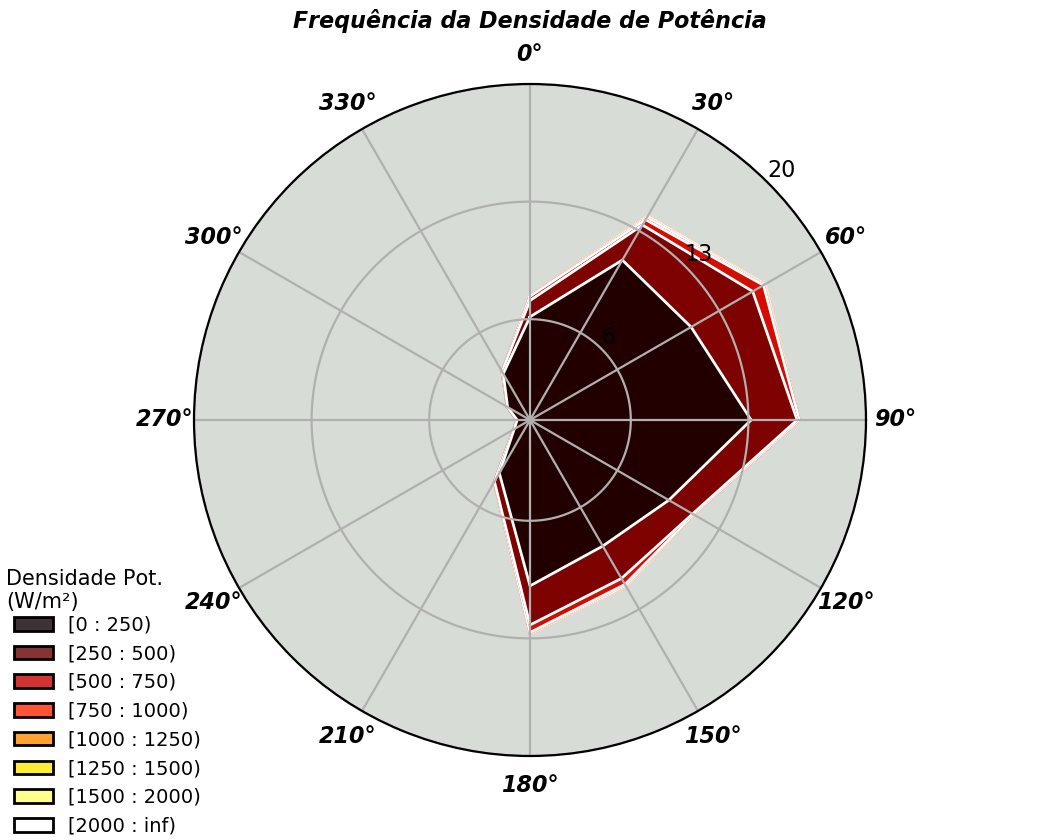 Frequência da Densidade de Potência
0°
330°
30°
20
300°
60°
13
6
270°
90°
240°
120°
210°
150°
180°
Densidade Pot.
(W/m²)
[0 : 250)
[250 : 500)
[500 : 750)
[750 : 1000)
[1000 : 1250)
[1250 : 1500)
[1500 : 2000)
[2000 : inf)